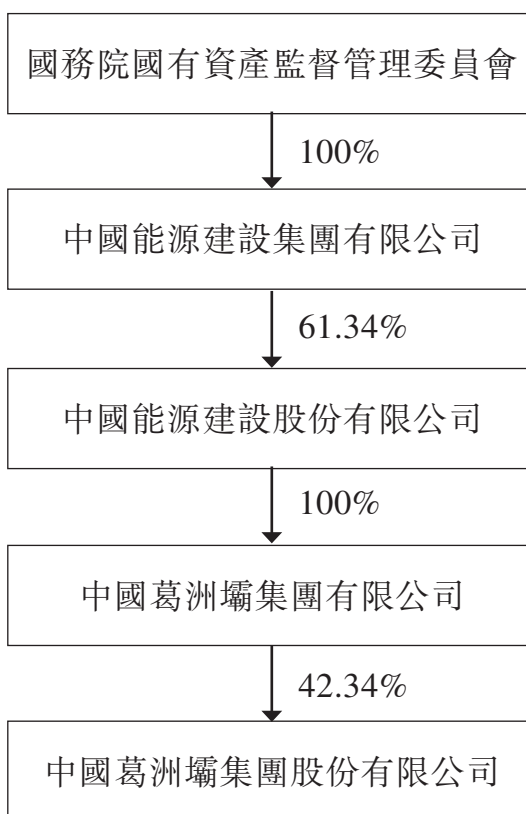 國務院國有資產監督管理委員會
100%
中國能源建設集團有限公司
61.34%
中國能源建設股份有限公司
100%
中國葛洲壩集團有限公司
42.34%
中國葛洲壩集團股份有限公司